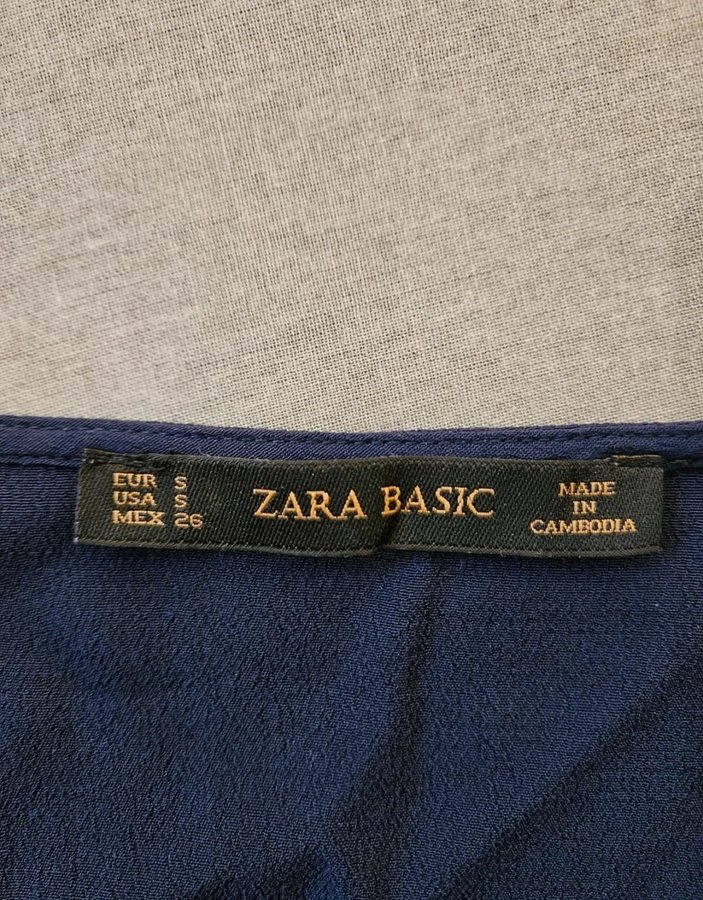 EUR S
USA S
MEX 26
ZARA BASIC
MADE
IN
CAMBODIA